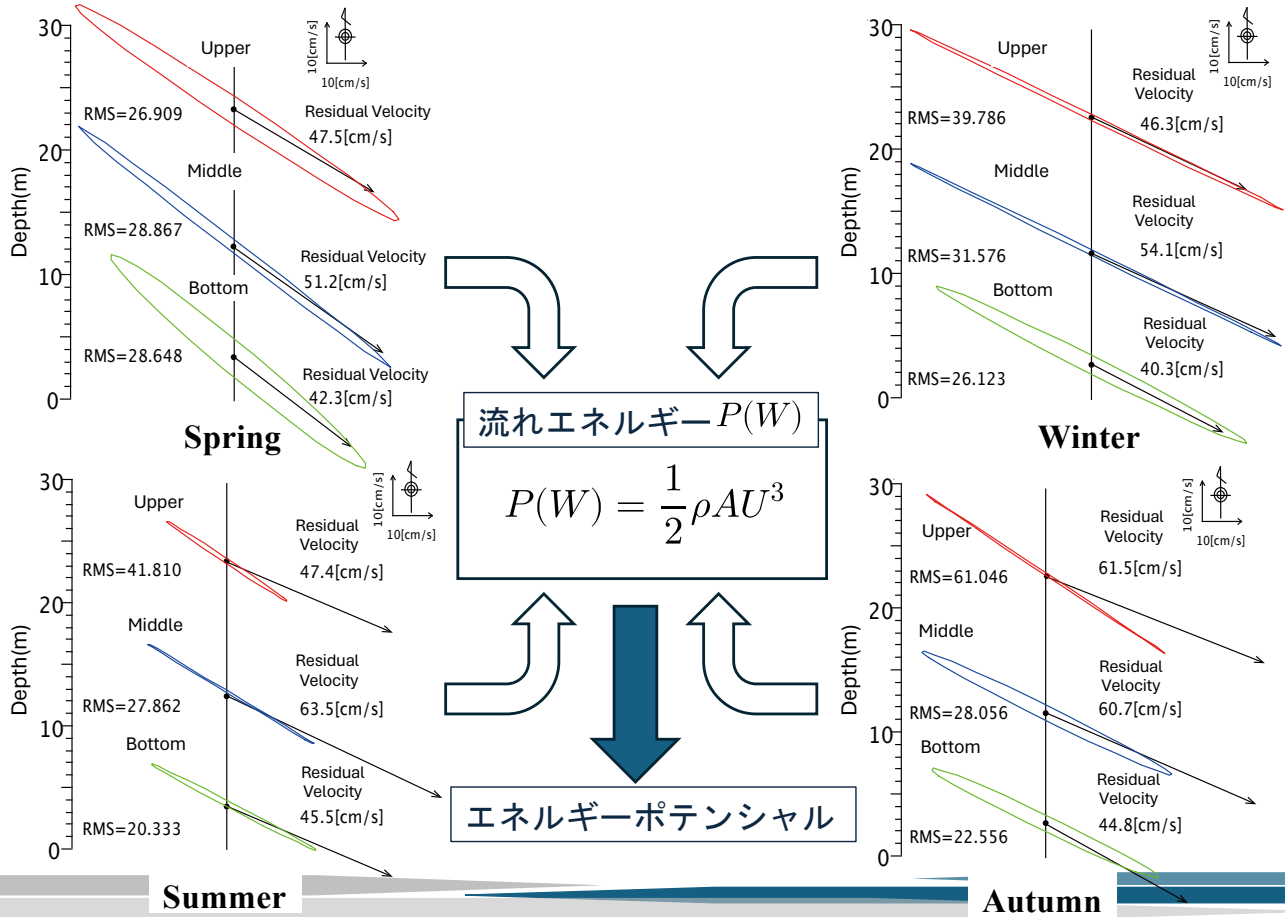 30
20
10
0
Depth(m)
Upper
10[cm/s]
10[cm/s]
RMS=26.909
Residual Velocity
47.5[cm/s]
Middle
RMS=28.867
Residual Velocity
51.2[cm/s]
Bottom
RMS=28.648
Residual Velocity
42.3[cm/s]
Spring
30
20
10
0
Depth(m)
Upper
10[cm/s]
10[cm/s]
Residual
Velocity
46.3[cm/s]
RMS=39.786
Middle
Residual
Velocity
54.1[cm/s]
RMS=31.576
Bottom
Residual
Velocity
40.3[cm/s]
RMS=26.123
Winter
流れエネルギーP(W)
P(W) = 1/2 ρAU³
エネルギーポテンシャル
30
20
10
0
Depth(m)
Upper
10[cm/s]
10[cm/s]
Residual
Velocity
47.4[cm/s]
RMS=41.810
Middle
Residual
Velocity
63.5[cm/s]
RMS=27.862
Bottom
Residual
Velocity
45.5[cm/s]
RMS=20.333
Summer
30
20
10
0
Depth(m)
Upper
10[cm/s]
10[cm/s]
Residual
Velocity
61.5[cm/s]
RMS=61.046
Middle
Residual
Velocity
60.7[cm/s]
RMS=28.056
Bottom
Residual
Velocity
44.8[cm/s]
RMS=22.556
Autumn